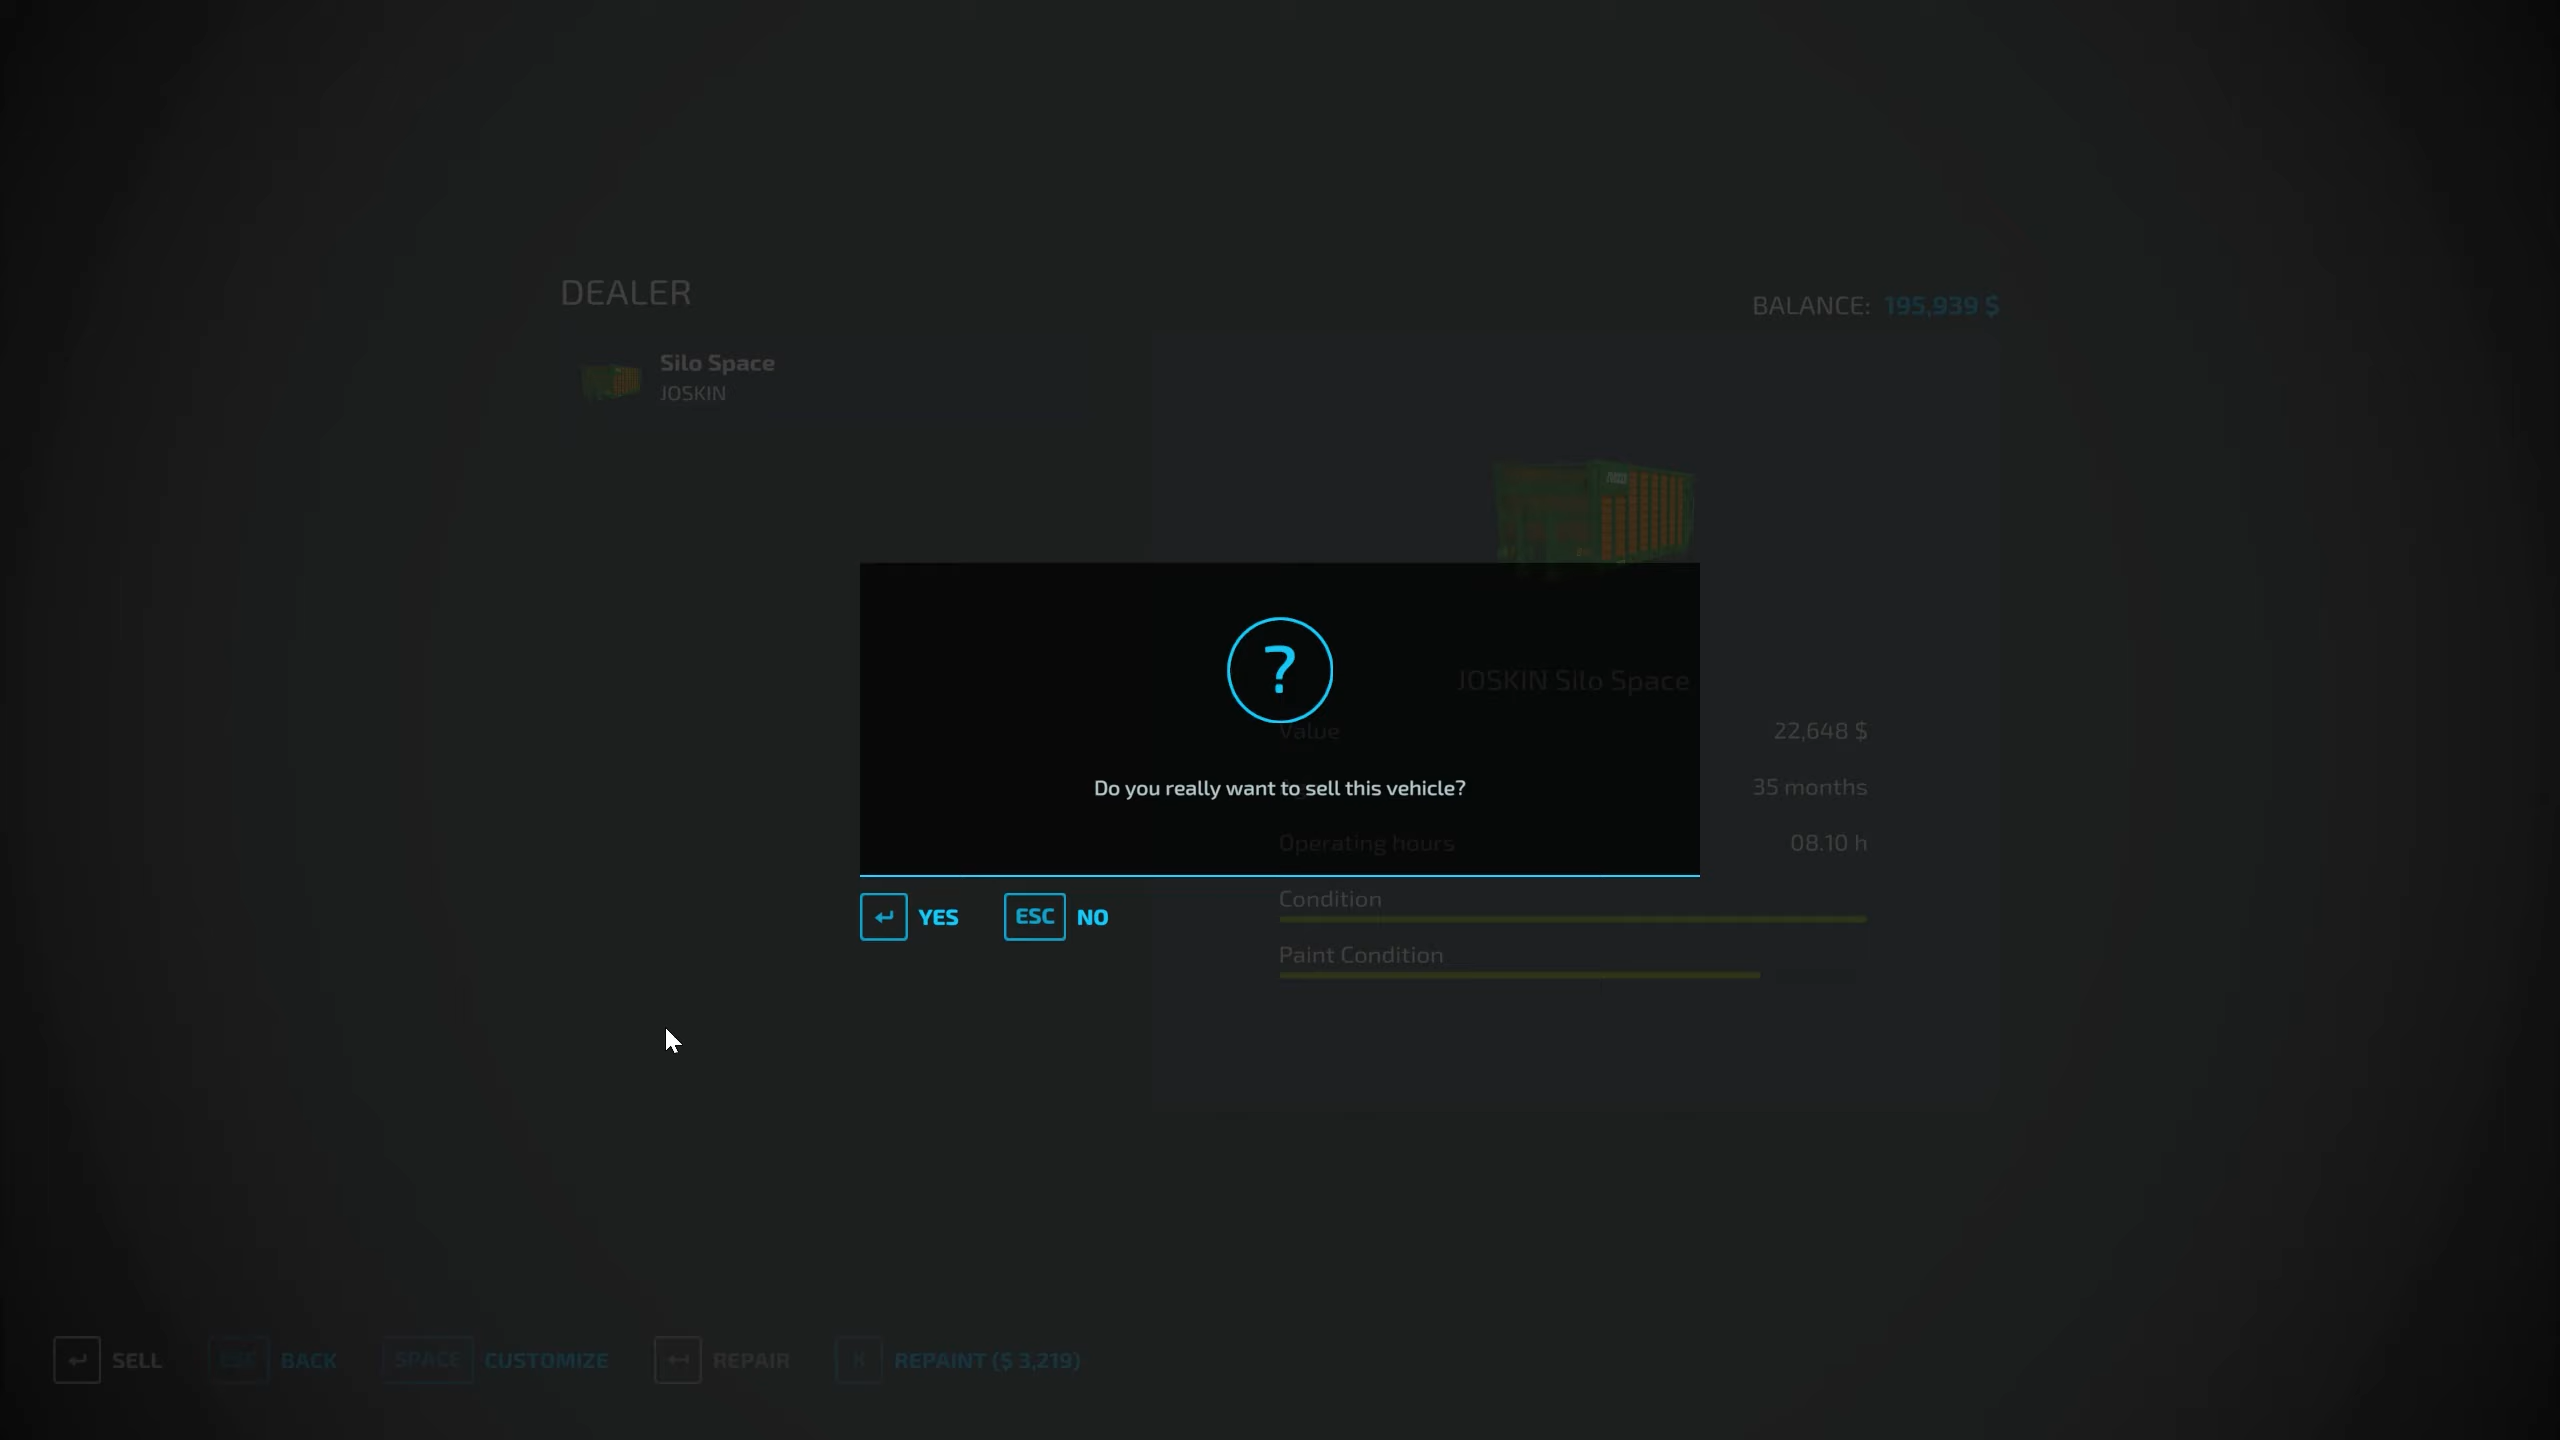 DEALER
BALANCE: 195,939 $
Silo Space
JOSKIN
?
JOSKIN Silo Space
Value 22,648 $
Do you really want to sell this vehicle?
35 months
Operating hours 08.10 h
Condition
YES ESC NO
Paint Condition
SELL ESC BACK SPACE CUSTOMIZE REPAIR K REPAINT ($ 3,219)